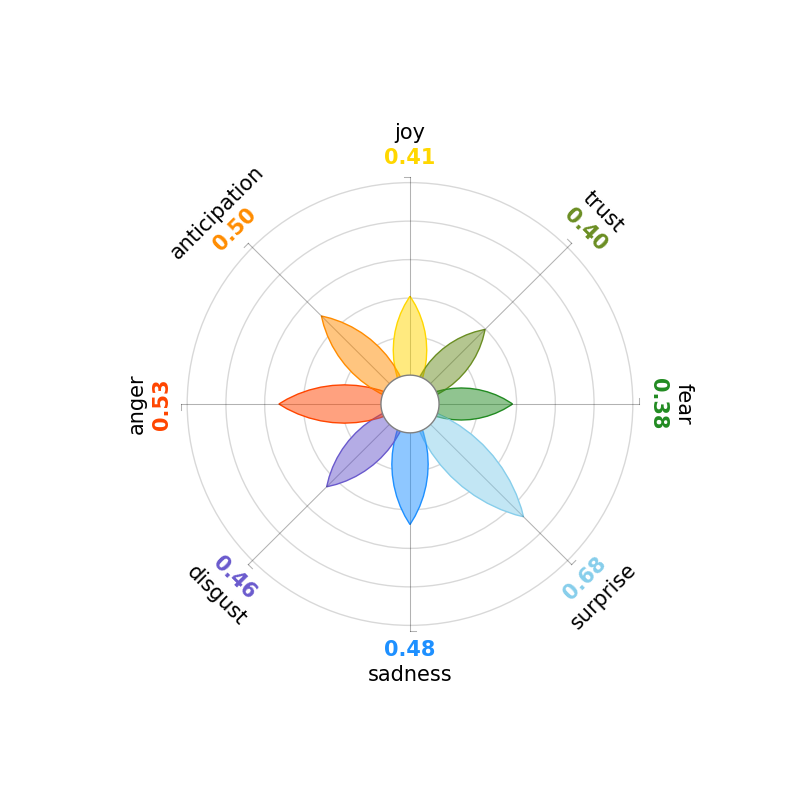 joy
0.41
trust
0.40
fear
0.38
surprise
0.68
sadness
0.48
disgust
0.46
anger
0.53
anticipation
0.50